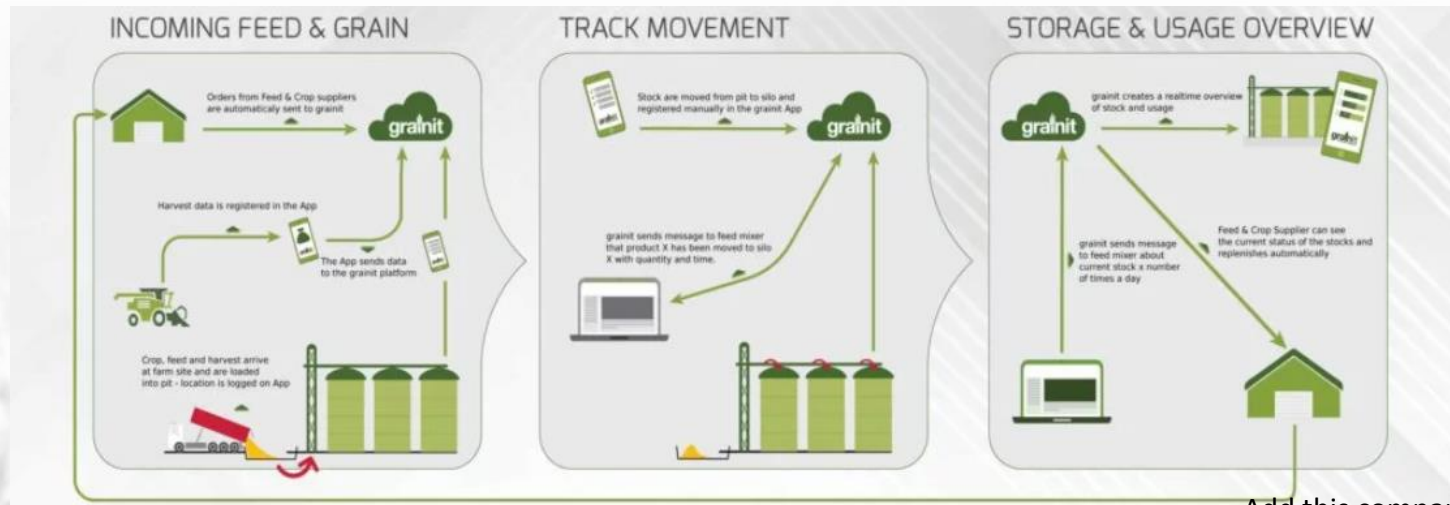 INCOMING FEED & GRAIN
Orders from Feed & Crop suppliers
are automaticaly sent to grainit
grainit
Harvest data is registered in the App
The App sends data
to the grainit platform
Crop, feed and harvest arrive
at farm site and are loaded
into pit - location is logged on App
TRACK MOVEMENT
Stock are moved from pit to silo and
registered manually in the grainit App
grainit
grainit sends message to feed mixer
that product X has been moved to silo
X with quantity and time.
STORAGE & USAGE OVERVIEW
grainit creates a realtime overview
of stock and usage
grainit
grainit
grainit sends message
to feed mixer about
current stock x number
of times a day
Feed & Crop Supplier can see
the current status of the stocks and
replenishes automatically